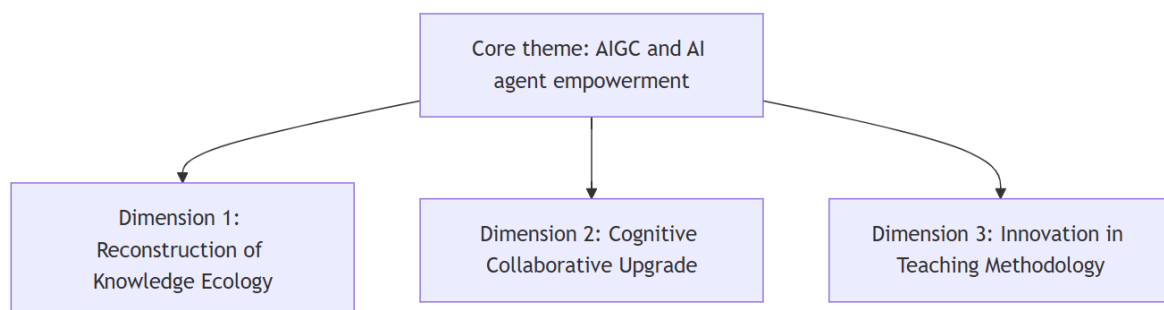 Core theme: AIGC and AI
agent empowerment
Dimension 1:
Reconstruction of
Knowledge Ecology
Dimension 2: Cognitive
Collaborative Upgrade
Dimension 3: Innovation in
Teaching Methodology